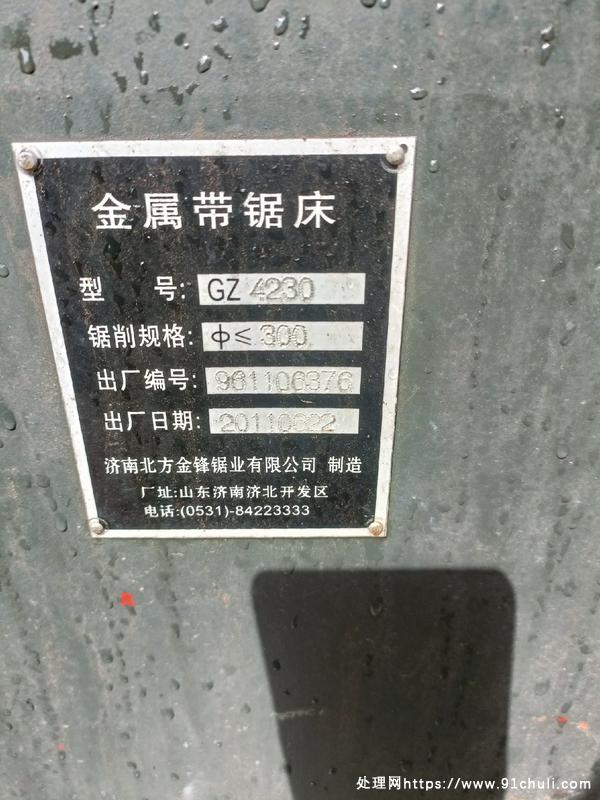 金属带锯床
型 号: GZ 4230
锯削规格: φ≤ 300
出厂编号: 961106376
出厂日期: 20110622
济南北方金锋锯业有限公司 制造
厂址:山东济南济北开发区
电话:(0531)-84223333
处理网https://www.91chuli.com